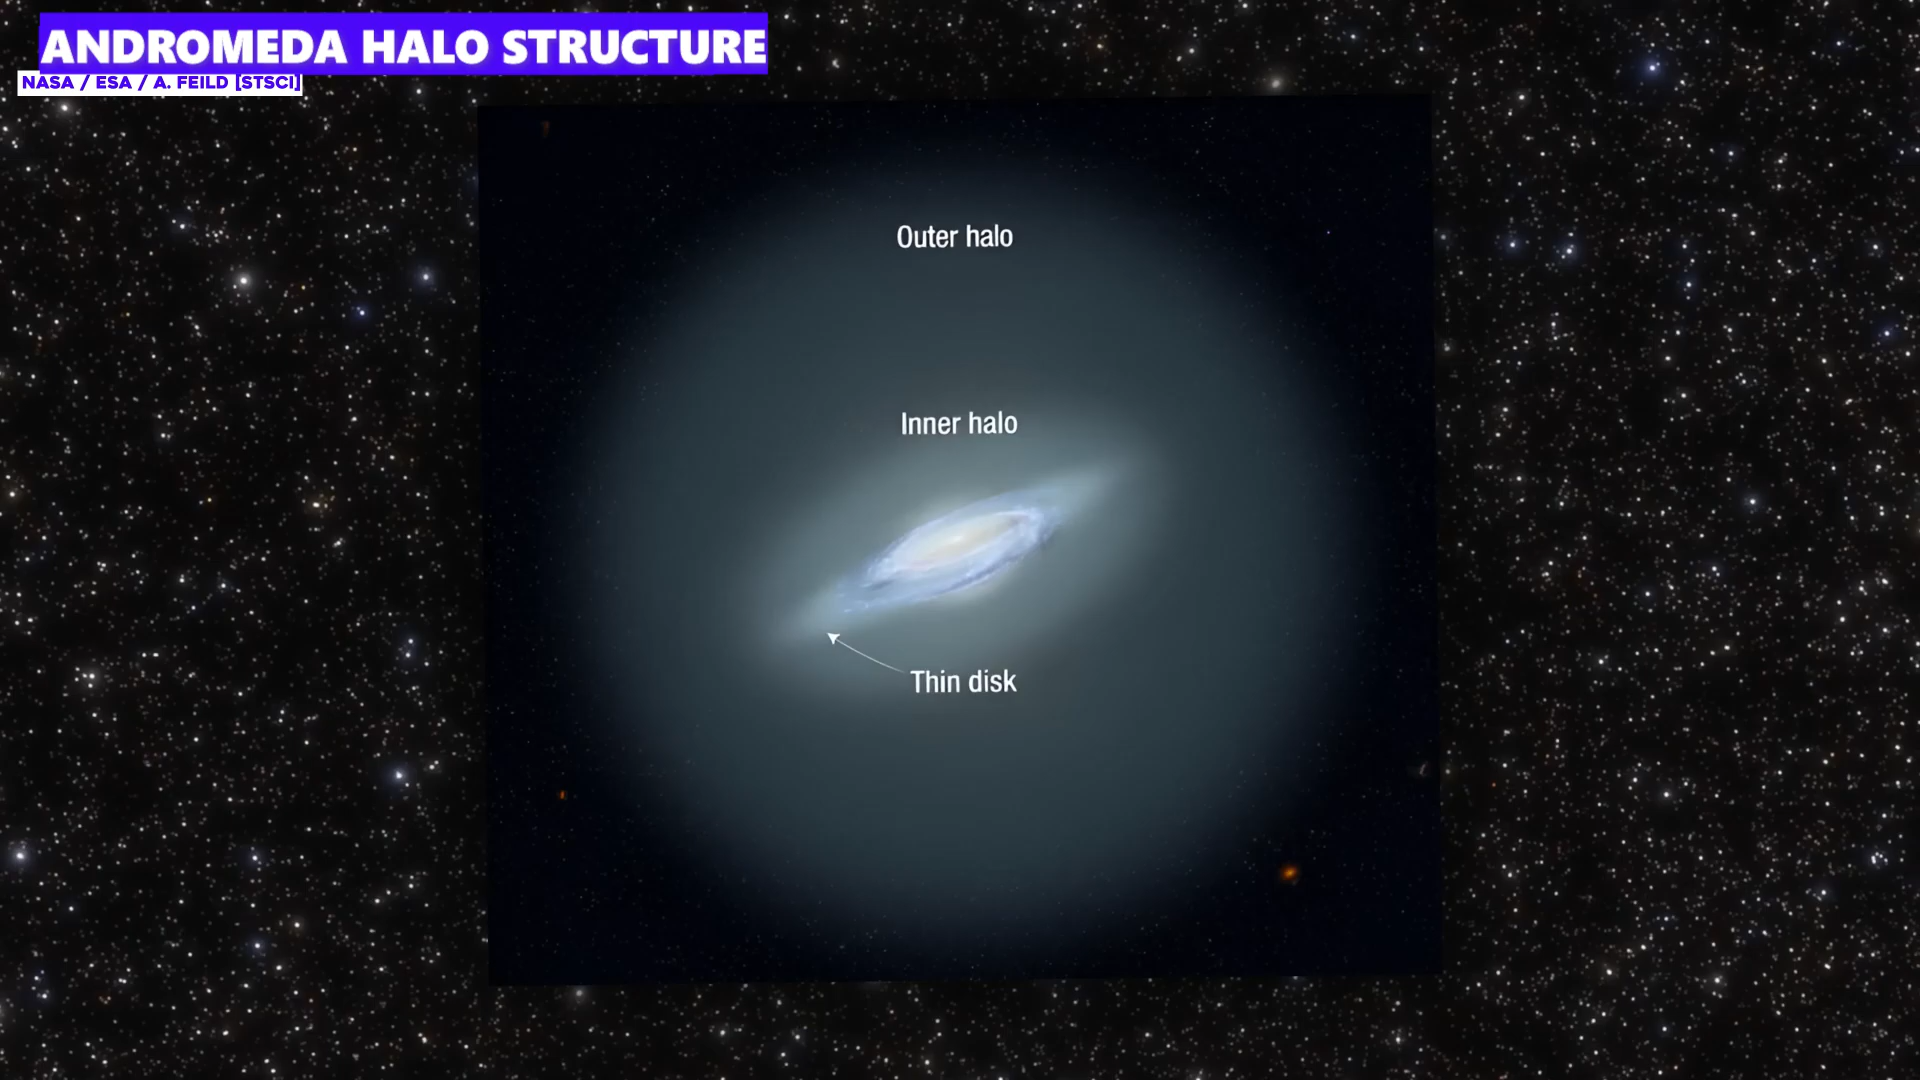 ANDROMEDA HALO STRUCTURE
NASA / ESA / A. FEILD [STSCI]
Outer halo
Inner halo
Thin disk